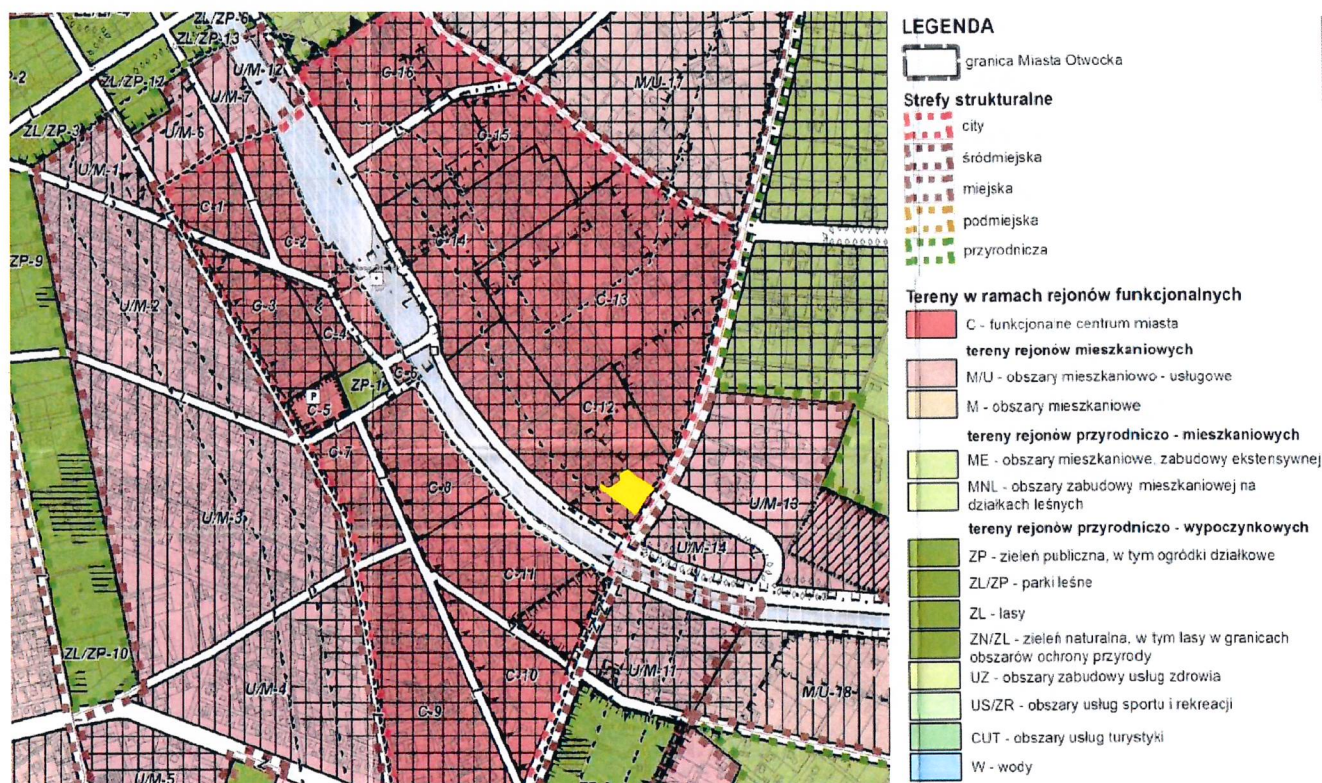 ZL/ZP-6
ZL/ZP-13
U/M-12
C-16
M/U-17
ZL/ZP-12
U/M-7
ZL/ZP-3
U/M-6
C-15
U/M-1
C-1
C-2
C-14
ZP-9
U/M-2
C-3
C-13
C-4
ZP-1
C-6
P
C-5
C-12
C-7
C-8
U/M-13
U/M-3
U/M-14
C-11
ZL/ZP-10
C-10
U/M-11
M/U-18
U/M-4
C-9
U/M-5
LEGENDA
granica Miasta Otwocka
Strefy strukturalne
city
śródmiejska
miejska
podmiejska
przyrodnicza
Tereny w ramach rejonów funkcjonalnych
C - funkcjonalne centrum miasta
tereny rejonów mieszkaniowych
M/U - obszary mieszkaniowo - usługowe
M - obszary mieszkaniowe
tereny rejonów przyrodniczo - mieszkaniowych
ME - obszary mieszkaniowe, zabudowy ekstensywnej
MNL - obszary zabudowy mieszkaniowej na
działkach leśnych
tereny rejonów przyrodniczo - wypoczynkowych
ZP - zieleń publiczna, w tym ogródki działkowe
ZL/ZP - parki leśne
ZL - lasy
ZN/ZL - zieleń naturalna, w tym lasy w granicach
obszarów ochrony przyrody
UZ - obszary zabudowy usług zdrowia
US/ZR - obszary usług sportu i rekreacji
CUT - obszary usług turystyki
W - wody